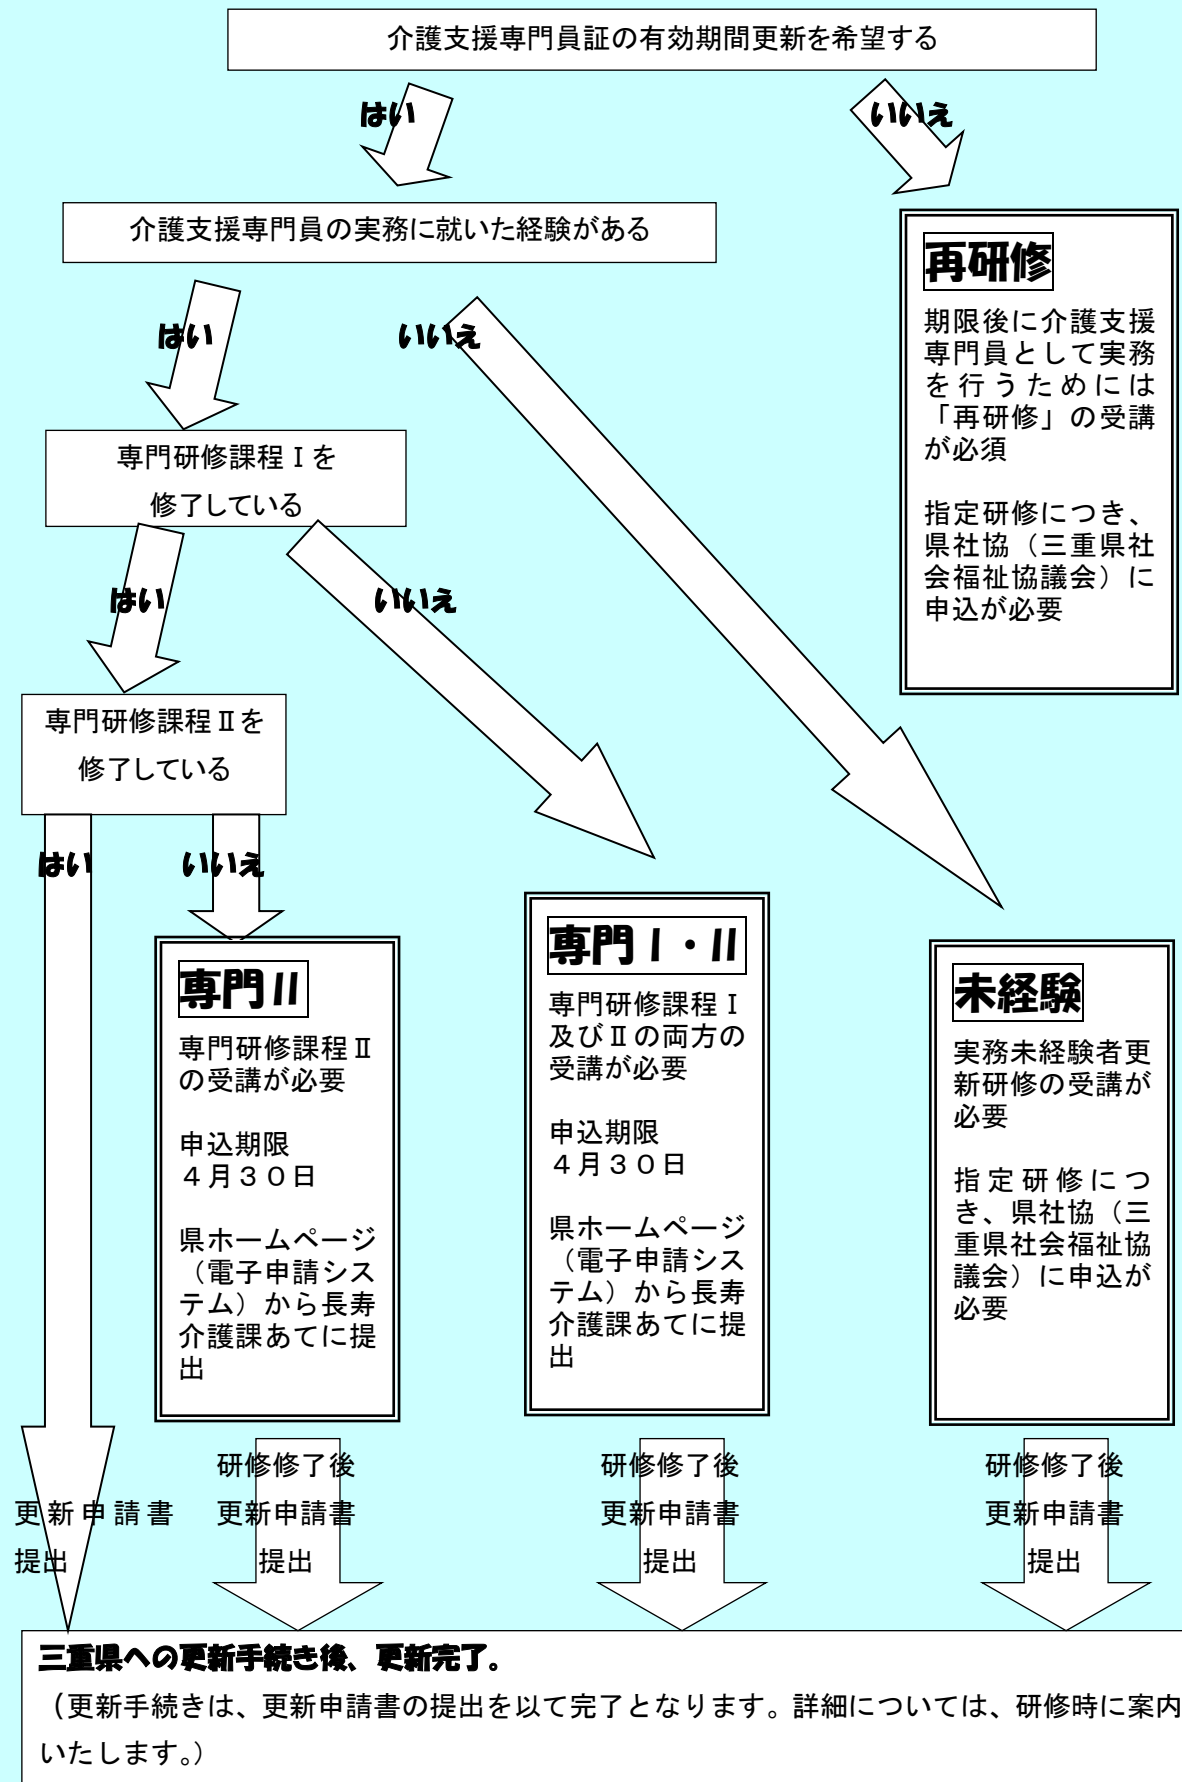 介護支援専門員証の有効期間更新を希望する
はい
いいえ
介護支援専門員の実務に就いた経験がある
再研修
期限後に介護支援
専門員として実務
を行うためには
「再研修」の受講
が必須
指定研修につき、
県社協（三重県社
会福祉協議会）に
申込が必要
はい
いいえ
専門研修課程Ⅰを
修了している
はい
いいえ
専門研修課程Ⅱを
修了している
はい
いいえ
専門Ⅱ
専門研修課程Ⅱ
の受講が必要
申込期限
４月３０日
県ホームページ
（電子申請シス
テム）から長寿
介護課あてに提
出
専門Ⅰ・Ⅱ
専門研修課程Ⅰ
及びⅡの両方の
受講が必要
申込期限
４月３０日
県ホームページ
（電子申請シス
テム）から長寿
介護課あてに提
出
未経験
実務未経験者更
新研修の受講が
必要
指定研修につ
き、県社協（三
重県社会福祉協
議会）に申込が
必要
更新申請書
提出
研修修了後
更新申請書
提出
研修修了後
更新申請書
提出
研修修了後
更新申請書
提出
三重県への更新手続き後、更新完了。
（更新手続きは、更新申請書の提出を以て完了となります。詳細については、研修時に案内
いたします。）